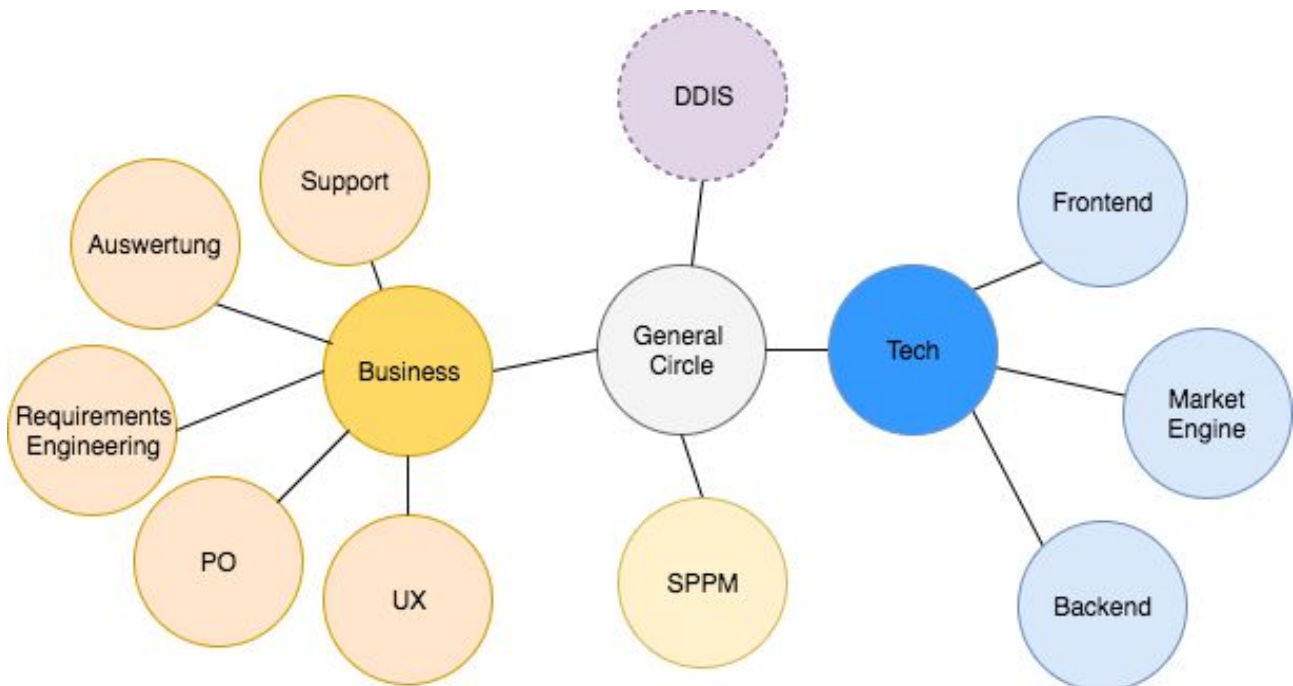 DDIS
Support
Frontend
Auswertung
General
Circle
Tech
Business
Market
Engine
Requirements
Engineering
PO
SPPM
UX
Backend